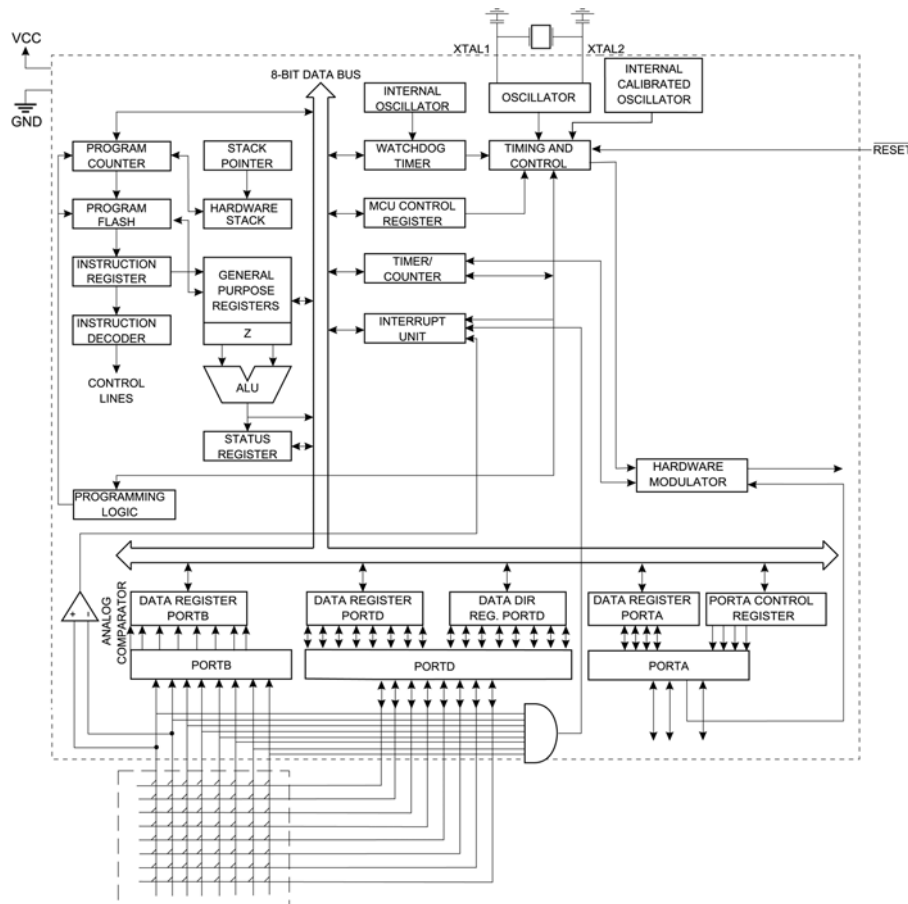 XTAL1
XTAL2
VCC
GND
8-BIT DATA BUS
INTERNAL
OSCILLATOR
OSCILLATOR
INTERNAL
CALIBRATED
OSCILLATOR
PROGRAM
COUNTER
STACK
POINTER
WATCHDOG
TIMER
TIMING AND
CONTROL
RESET
PROGRAM
FLASH
HARDWARE
STACK
MCU CONTROL
REGISTER
INSTRUCTION
REGISTER
GENERAL
PURPOSE
REGISTERS
Z
TIMER/
COUNTER
INSTRUCTION
DECODER
INTERRUPT
UNIT
CONTROL
LINES
ALU
STATUS
REGISTER
HARDWARE
MODULATOR
PROGRAMMING
LOGIC
+ -
ANALOG
COMPARATOR
DATA REGISTER
PORTB
DATA REGISTER
PORTD
DATA DIR
REG. PORTD
DATA REGISTER
PORTA
PORTA CONTROL
REGISTER
PORTB
PORTD
PORTA